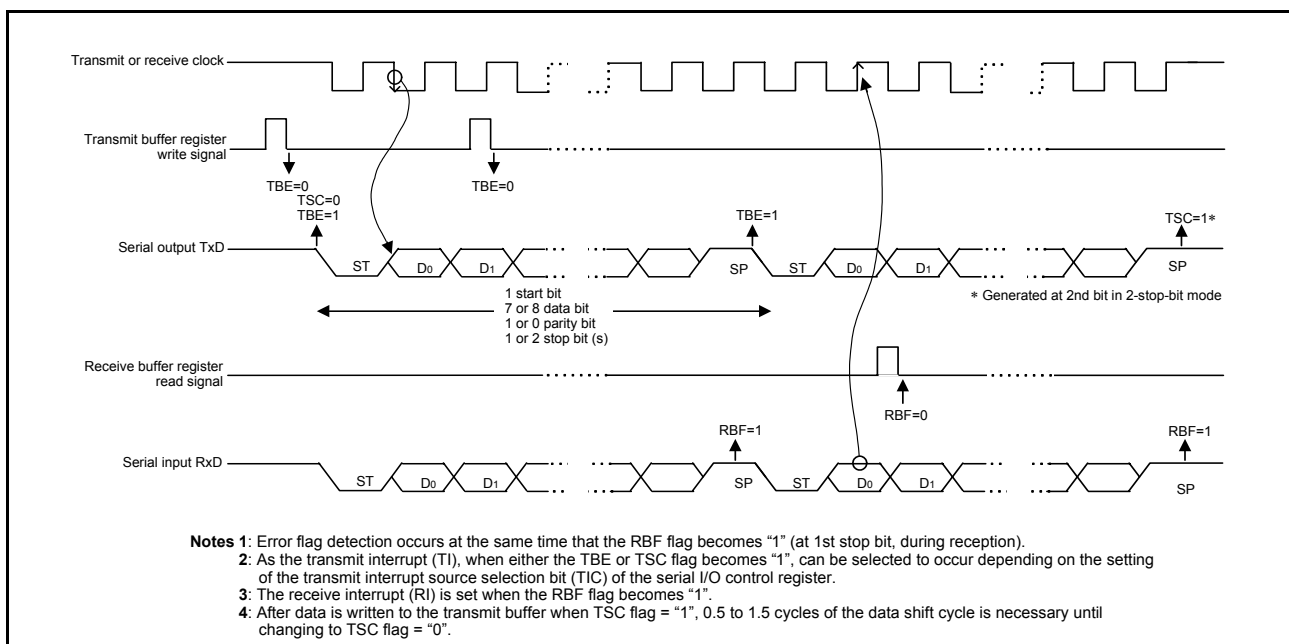 Transmit or receive clock
Transmit buffer register
write signal
TBE=0
TSC=0
TBE=1
TBE=0
TBE=1
TSC=1*
Serial output TxD
ST
D0
D1
SP
ST
D0
D1
SP
1 start bit
7 or 8 data bit
1 or 0 parity bit
1 or 2 stop bit (s)
* Generated at 2nd bit in 2-stop-bit mode
Receive buffer register
read signal
RBF=0
RBF=1
RBF=1
Serial input RxD
ST
D0
D1
SP
ST
D0
D1
SP
Notes 1: Error flag detection occurs at the same time that the RBF flag becomes “1” (at 1st stop bit, during reception).
2: As the transmit interrupt (TI), when either the TBE or TSC flag becomes “1”, can be selected to occur depending on the setting
of the transmit interrupt source selection bit (TIC) of the serial I/O control register.
3: The receive interrupt (RI) is set when the RBF flag becomes “1”.
4: After data is written to the transmit buffer when TSC flag = “1”, 0.5 to 1.5 cycles of the data shift cycle is necessary until
changing to TSC flag = “0”.